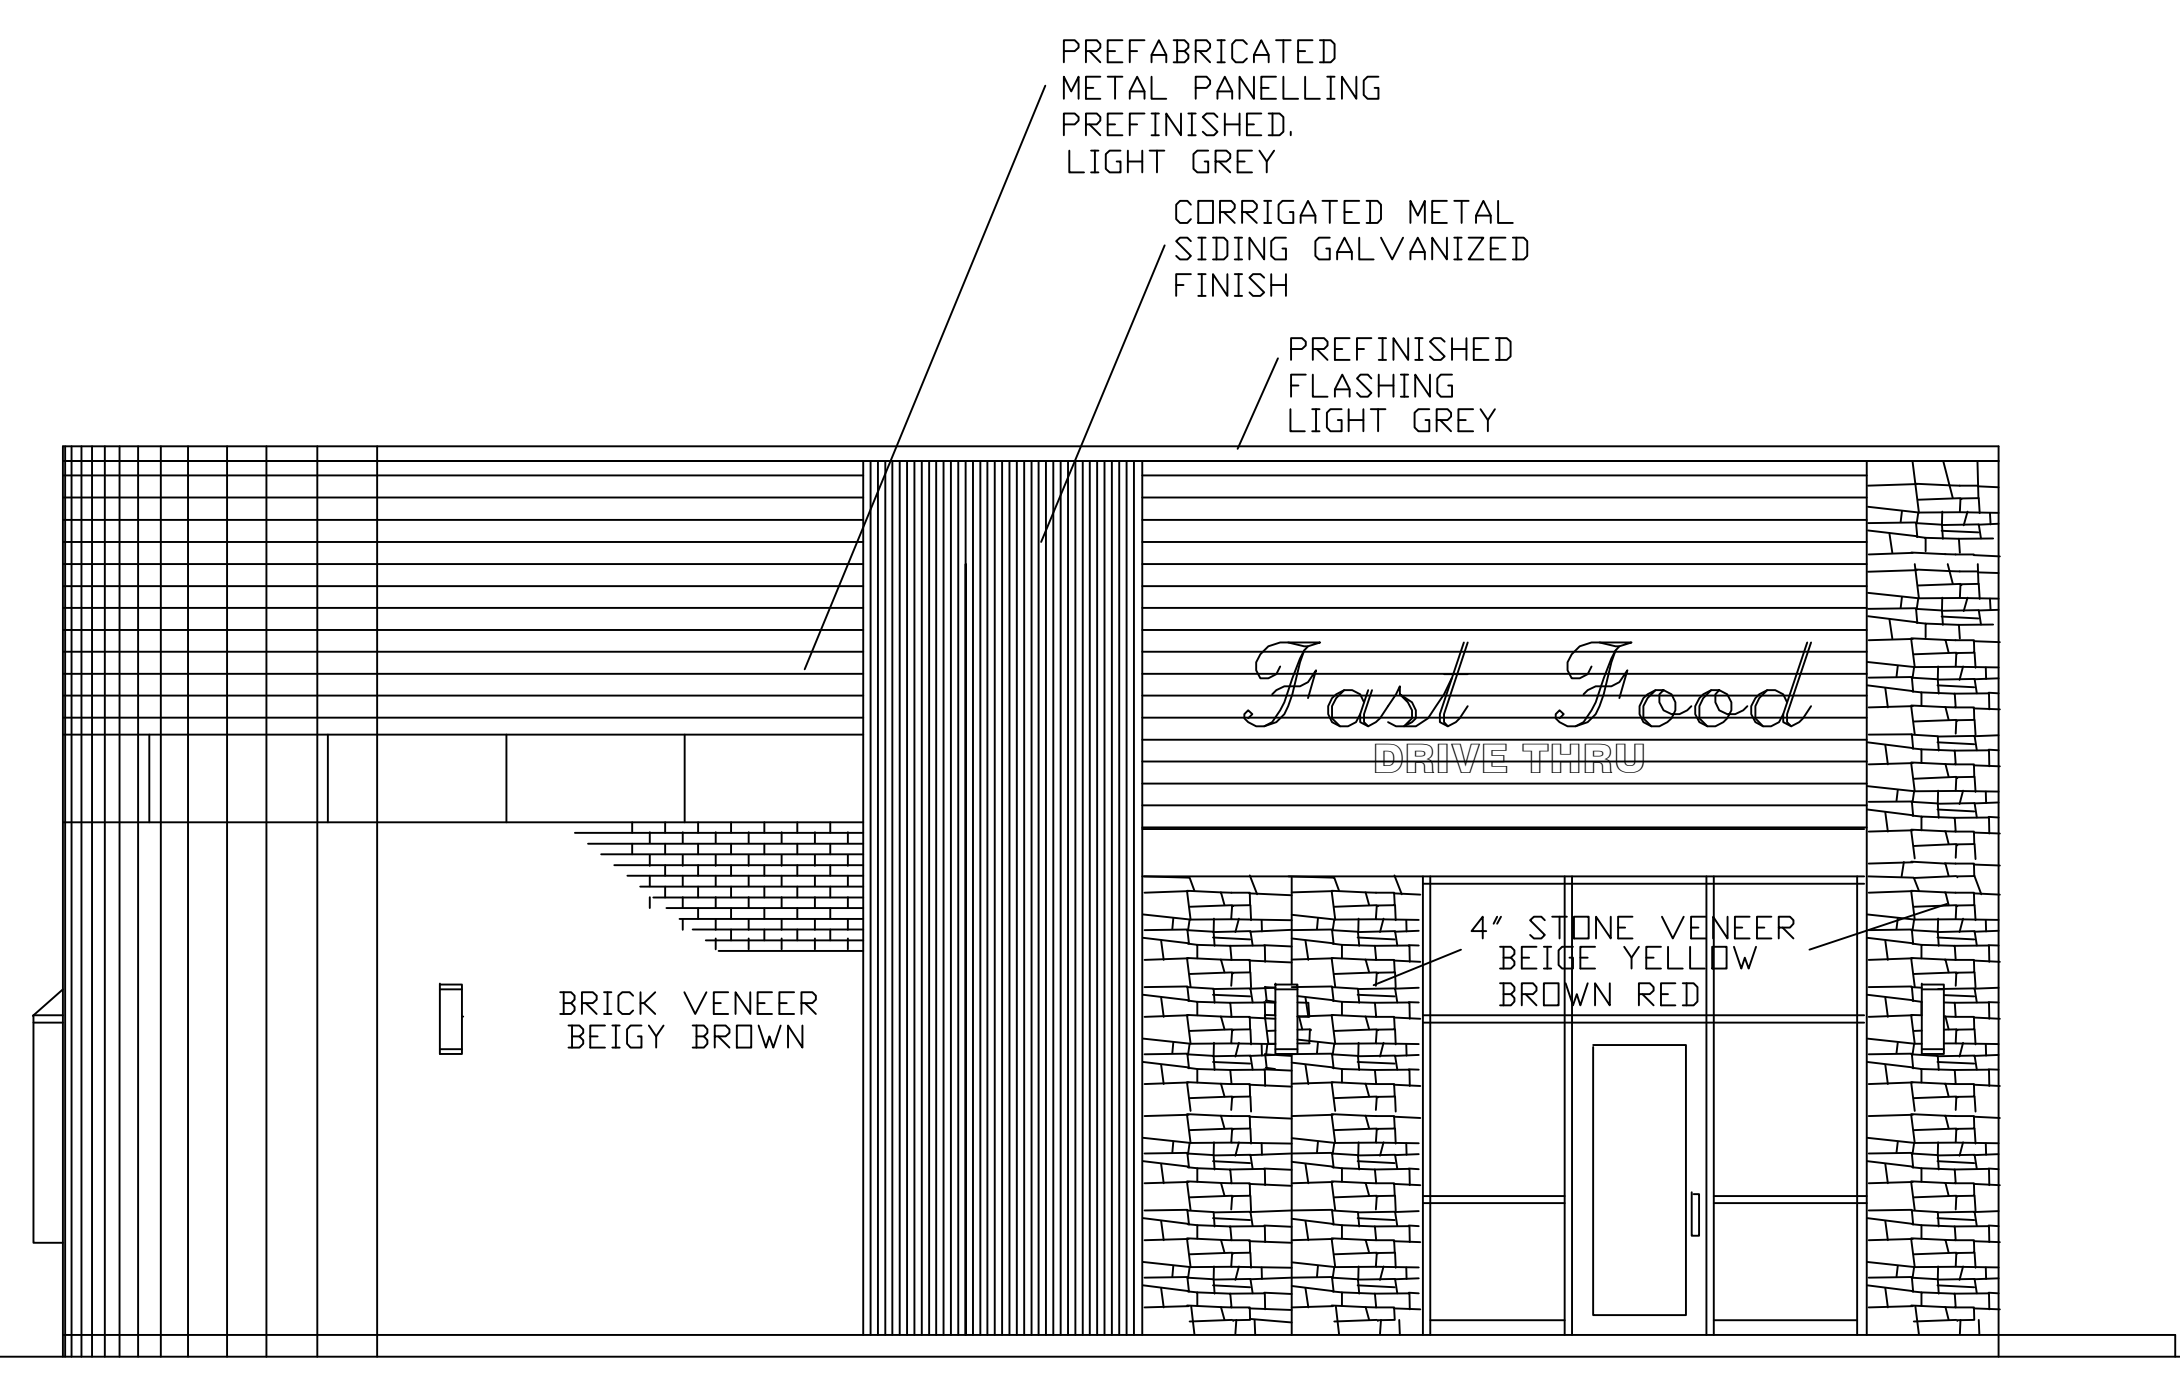 PREFABRICATED
METAL PANELLING
PREFINISHED.
LIGHT GREY
CORRIGATED METAL
SIDING GALVANIZED
FINISH
PREFINISHED
FLASHING
LIGHT GREY
Fast Food
DRIVE THRU
4" STONE VENEER
BEIGE YELLOW
BROWN RED
BRICK VENEER
BEIGY BROWN